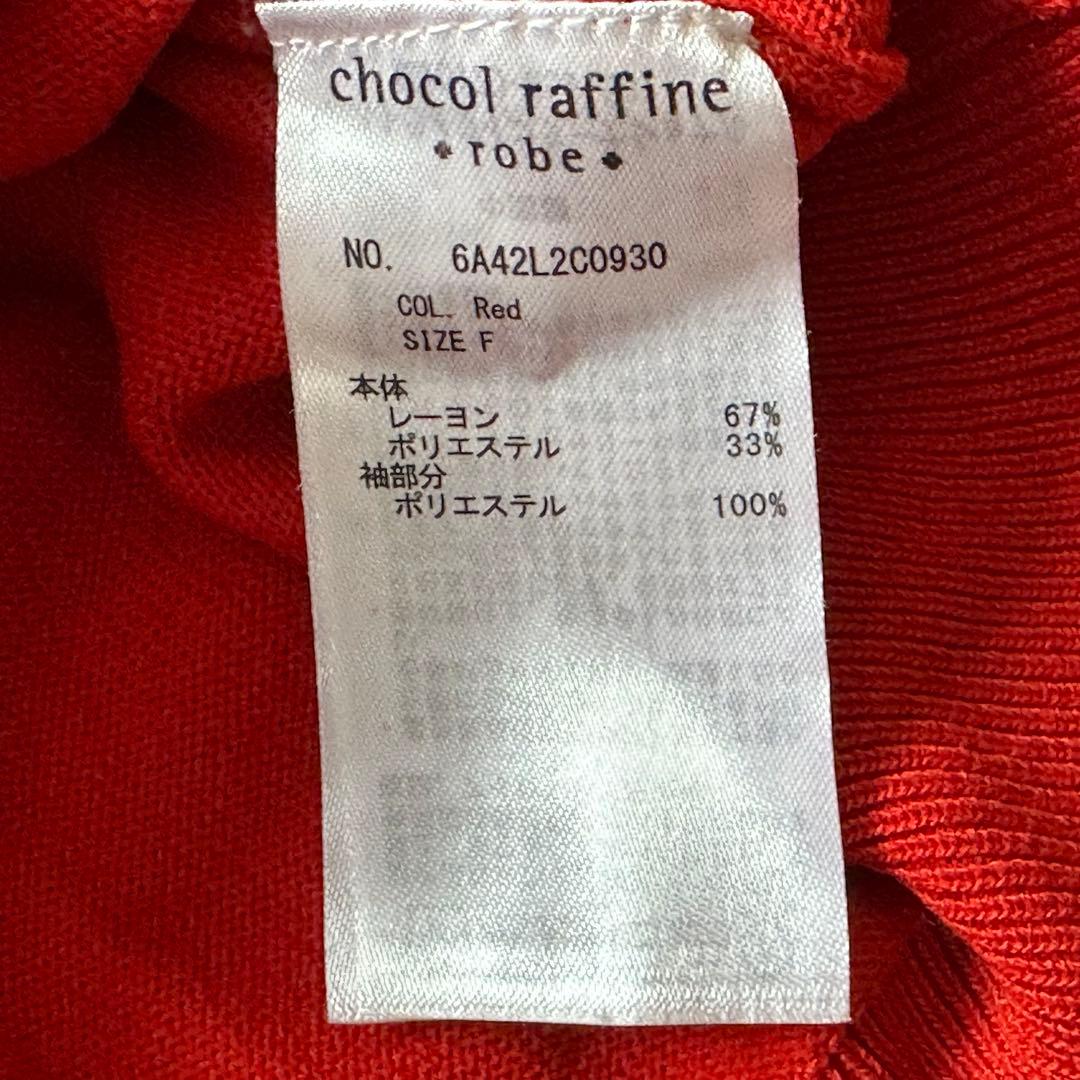 chocol raffine
robe
NO. 6A42L2C0930
COL. Red
SIZE F
本体
レーヨン 67%
ポリエステル 33%
袖部分
ポリエステル 100%